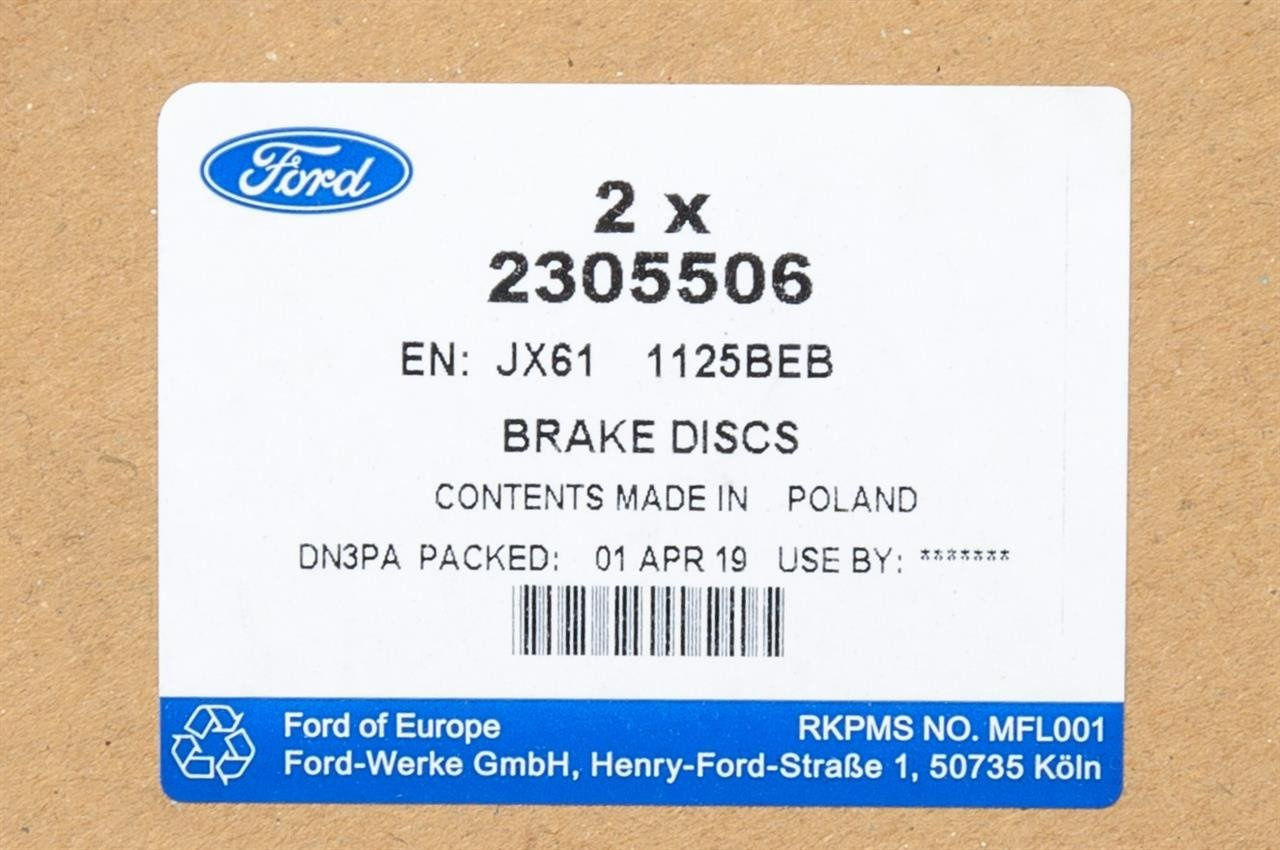 Ford
2 x
2305506
EN: JX61 1125BEB
BRAKE DISCS
CONTENTS MADE IN POLAND
DN3PA PACKED: 01 APR 19 USE BY: *******
Ford of Europe RKPMS NO. MFL001
Ford-Werke GmbH, Henry-Ford-Straße 1, 50735 Köln